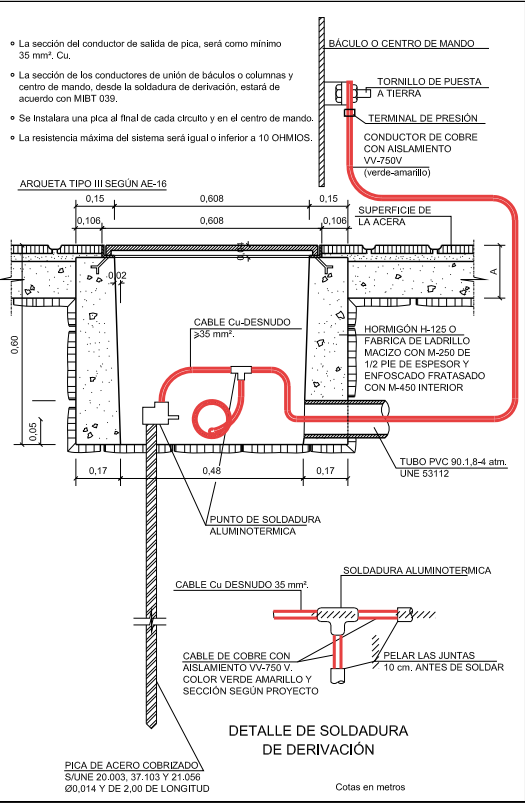 ° La sección del conductor de salida de pica, será como mínimo
35 mm². Cu.
° La sección de los conductores de unión de báculos o columnas y
centro de mando, desde la soldadura de derivación, estará de
acuerdo con MIBT 039.
° Se Instalara una pica al final de cada circuito y en el centro de mando.
° La resistencia máxima del sistema será igual o inferior a 10 OHMIOS.
BÁCULO O CENTRO DE MANDO
TORNILLO DE PUESTA
A TIERRA
TERMINAL DE PRESIÓN
CONDUCTOR DE COBRE
CON AISLAMIENTO
VV-750V
(verde-amarillo)
ARQUETA TIPO III SEGÚN AE-16
0,15
0,608
0,15
0,106
0,608
0,106
SUPERFICIE DE
LA ACERA
0.02
A
0,60
CABLE Cu-DESNUDO
⩾35 mm².
HORMIGÓN H-125 O
FABRICA DE LADRILLO
MACIZO CON M-250 DE
1/2 PIE DE ESPESOR Y
ENFOSCADO FRATASADO
CON M-450 INTERIOR
0,05
0,17
0,48
0,17
TUBO PVC 90.1,8-4 atm.
UNE 53112
PUNTO DE SOLDADURA
ALUMINOTERMICA
SOLDADURA ALUMINOTERMICA
CABLE Cu DESNUDO 35 mm².
CABLE DE COBRE CON
AISLAMIENTO VV-750 V.
COLOR VERDE AMARILLO Y
SECCIÓN SEGÚN PROYECTO
PELAR LAS JUNTAS
10 cm. ANTES DE SOLDAR
DETALLE DE SOLDADURA
DE DERIVACIÓN
PICA DE ACERO COBRIZADO
S/UNE 20.003, 37.103 Y 21.056
Ø0,014 Y DE 2,00 DE LONGITUD
Cotas en metros